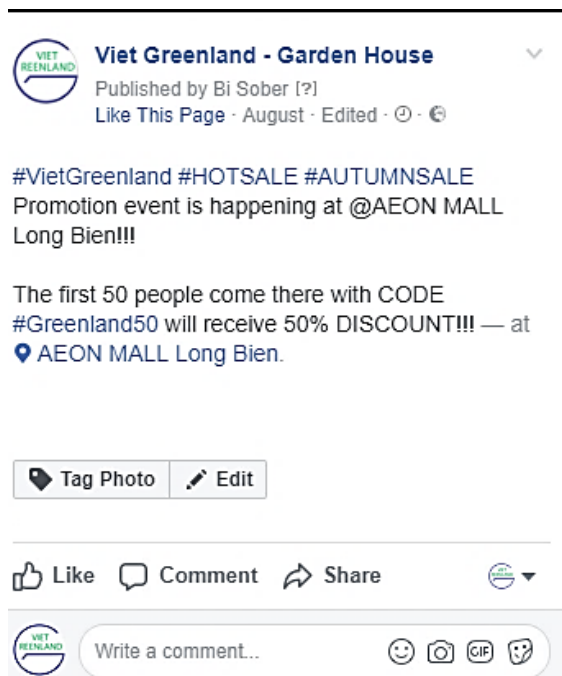 VIET
REENLAND
Viet Greenland - Garden House
Published by Bi Sober [?]
Like This Page · August · Edited ·
#VietGreenland #HOTSALE #AUTUMNSALE
Promotion event is happening at @AEON MALL
Long Bien!!!
The first 50 people come there with CODE
#Greenland50 will receive 50% DISCOUNT!!! — at
AEON MALL Long Bien.
Tag Photo
Edit
Like
Comment
Share
VIET
REENLAND
Write a comment...
GIF